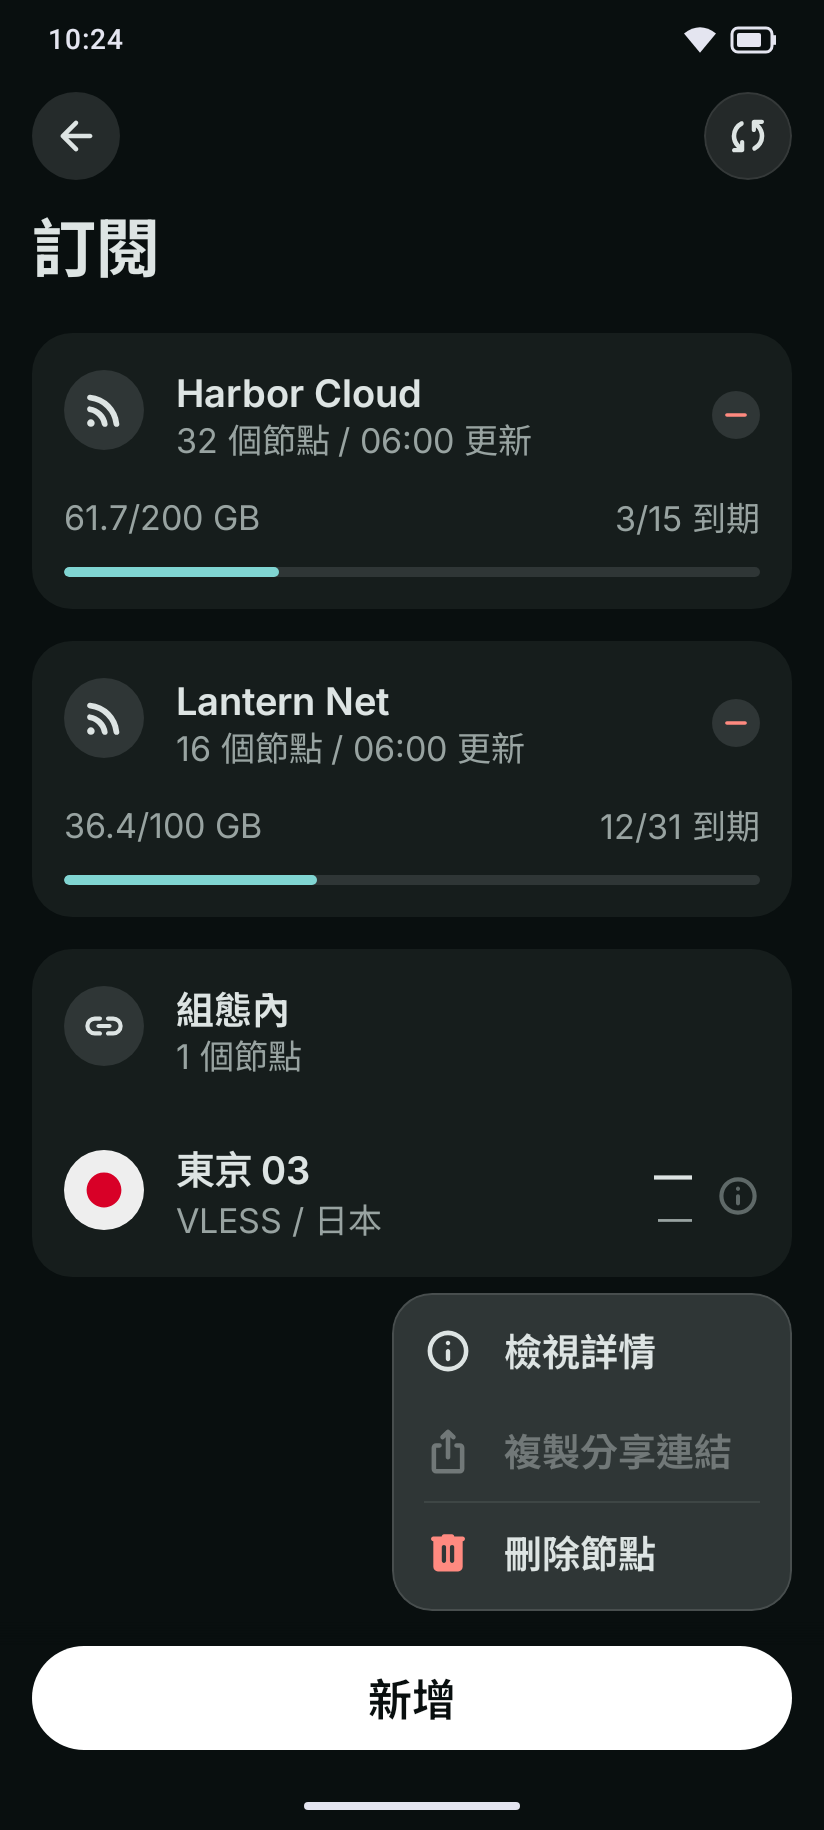 10:24
訂閱
Harbor Cloud
32 個節點 / 06:00 更新
61.7/200 GB
3/15 到期
Lantern Net
16 個節點 / 06:00 更新
36.4/100 GB
12/31 到期
組態內
1 個節點
東京 03
VLESS / 日本
—
—
檢視詳情
複製分享連結
刪除節點
新增